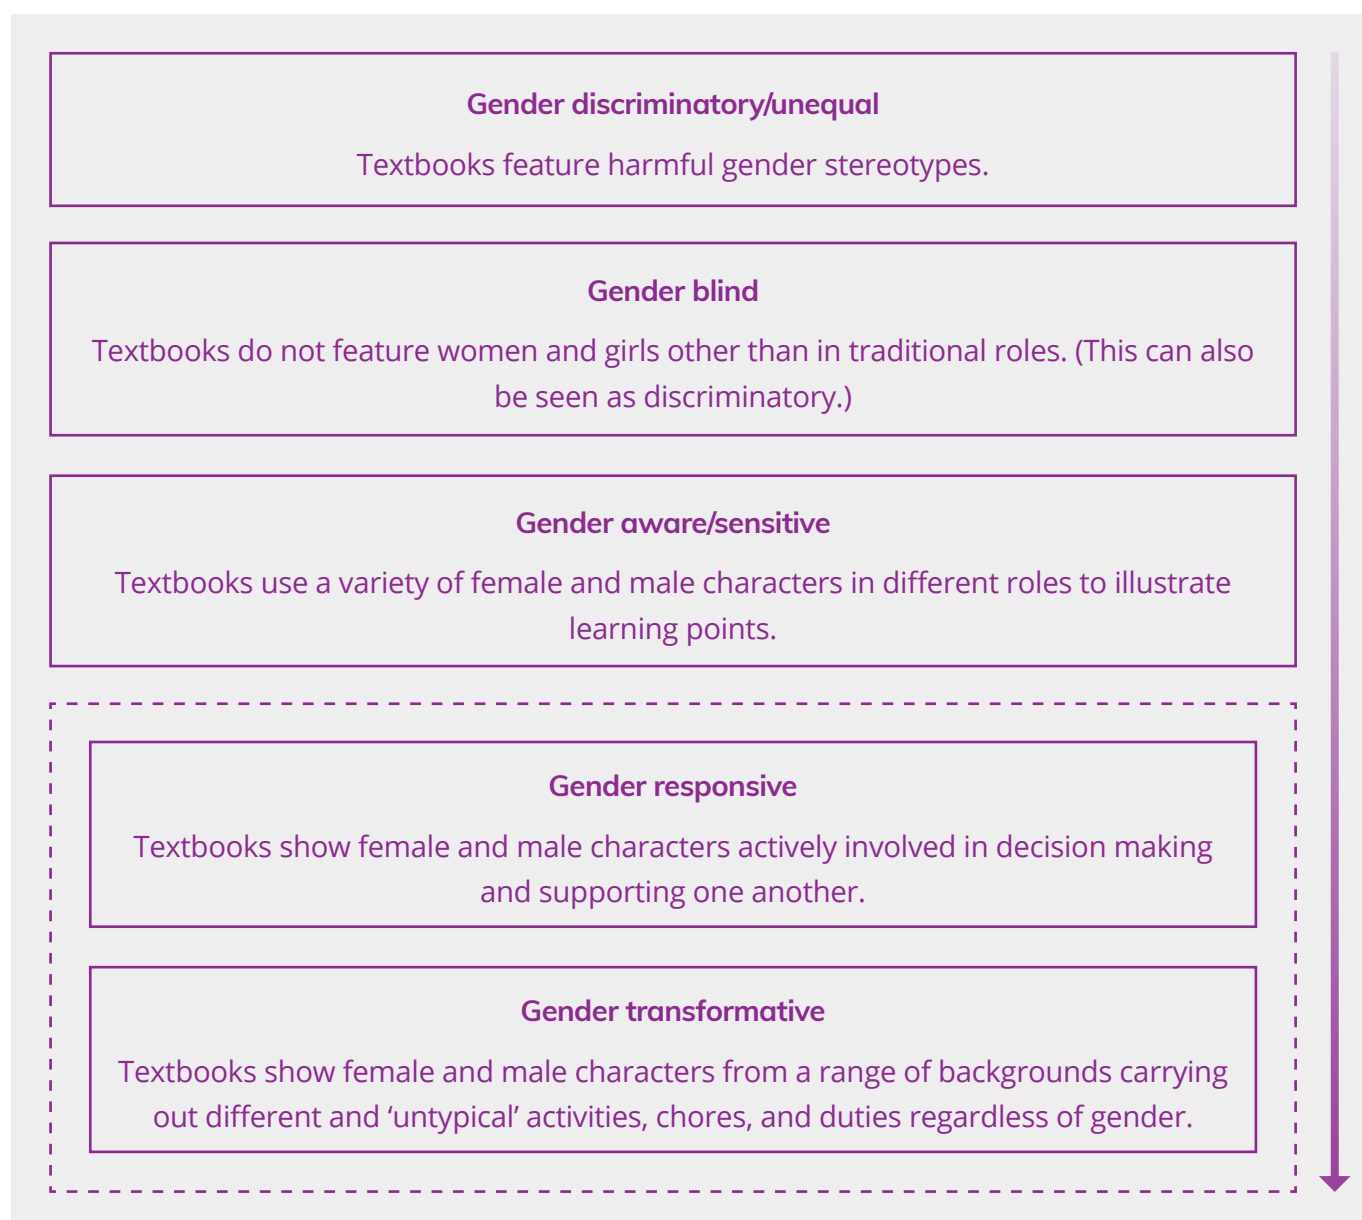 Gender discriminatory/unequal
Textbooks feature harmful gender stereotypes.
Gender blind
Textbooks do not feature women and girls other than in traditional roles. (This can also
be seen as discriminatory.)
Gender aware/sensitive
Textbooks use a variety of female and male characters in different roles to illustrate
learning points.
Gender responsive
Textbooks show female and male characters actively involved in decision making
and supporting one another.
Gender transformative
Textbooks show female and male characters from a range of backgrounds carrying
out different and ‘untypical’ activities, chores, and duties regardless of gender.